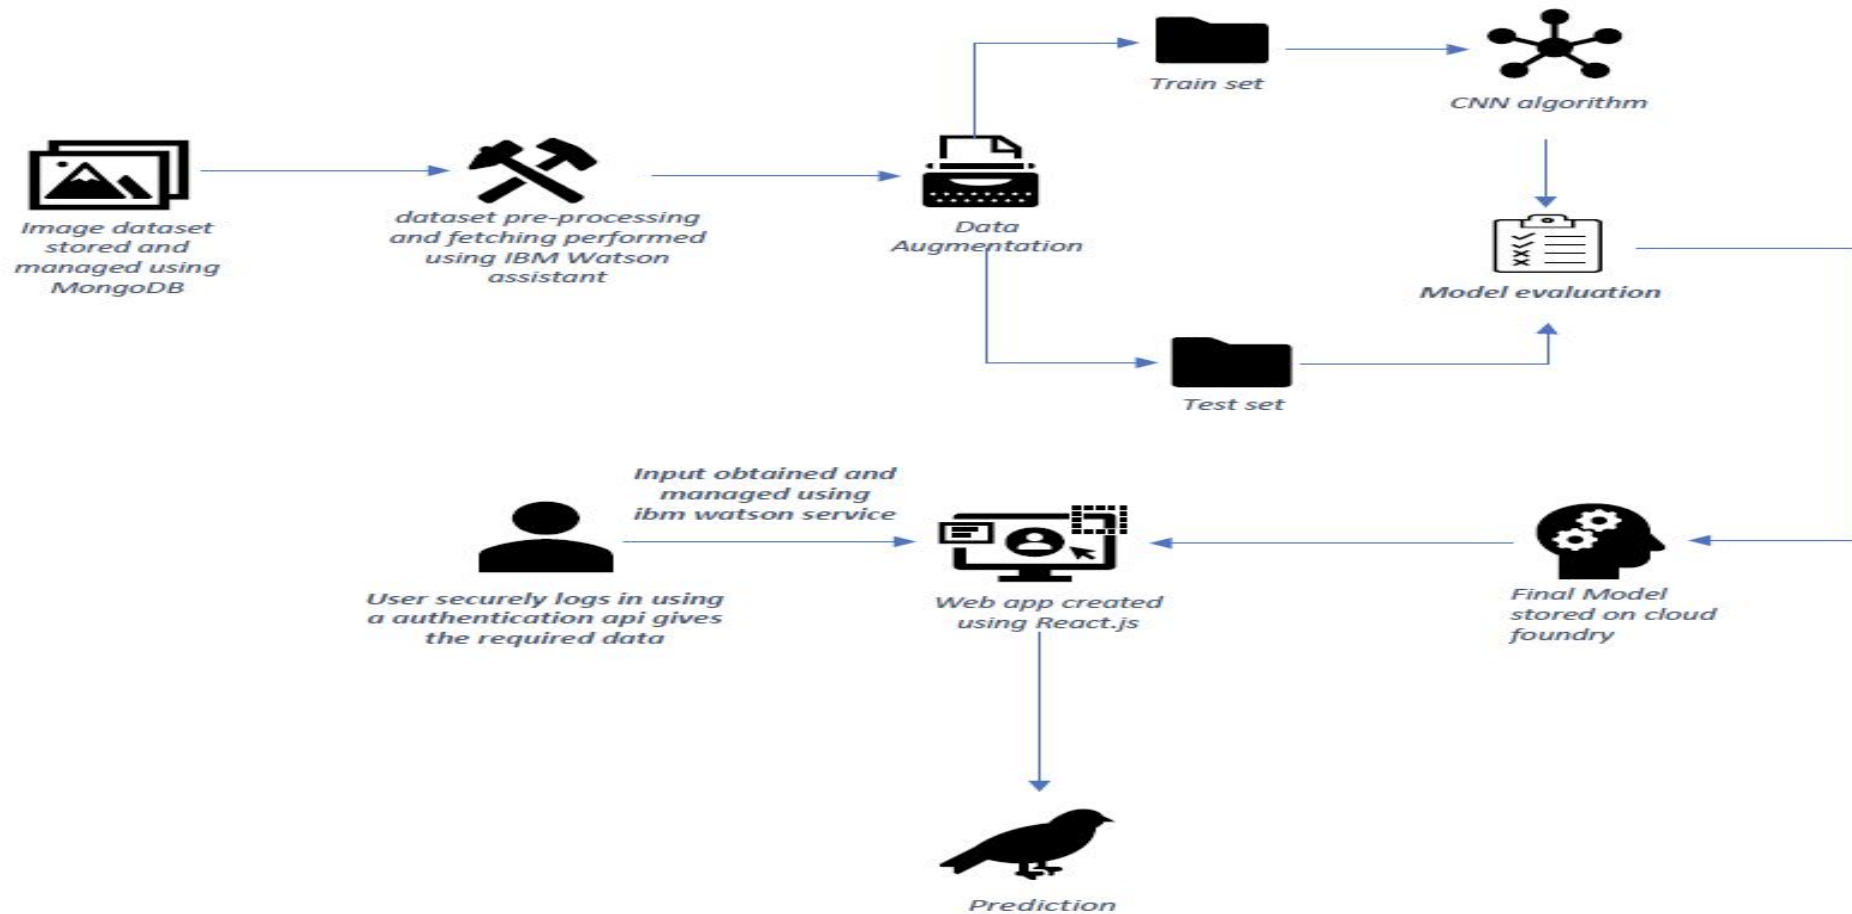 Train set
CNN algorithm
Image dataset
stored and
managed using
MongoDB
dataset pre-processing
and fetching performed
using IBM Watson
assistant
Data
Augmentation
Model evaluation
Test set
Input obtained and
managed using
ibm watson service
User securely logs in using
a authentication api gives
the required data
Web app created
using React.js
Final Model
stored on cloud
foundry
Prediction